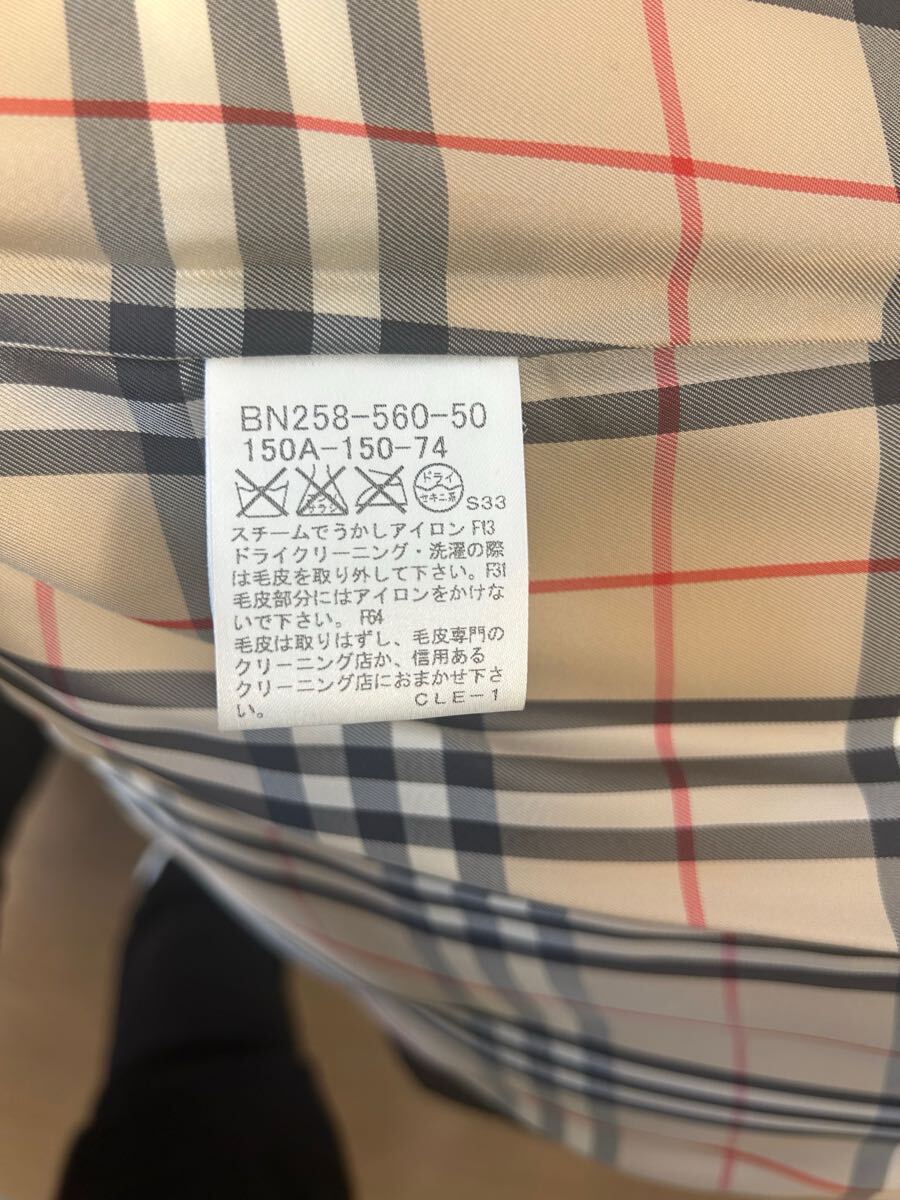 BN258-560-50
150A-150-74
サラシ ドライ セキユ系 S33
スチームでうかしアイロン F13
ドライクリーニング・洗濯の際
は毛皮を取り外して下さい。F31
毛皮部分にはアイロンをかけな
いで下さい。 F64
毛皮は取りはずし、毛皮専門の
クリーニング店か、信用ある
クリーニング店におまかせ下さ
い。 CLE-1